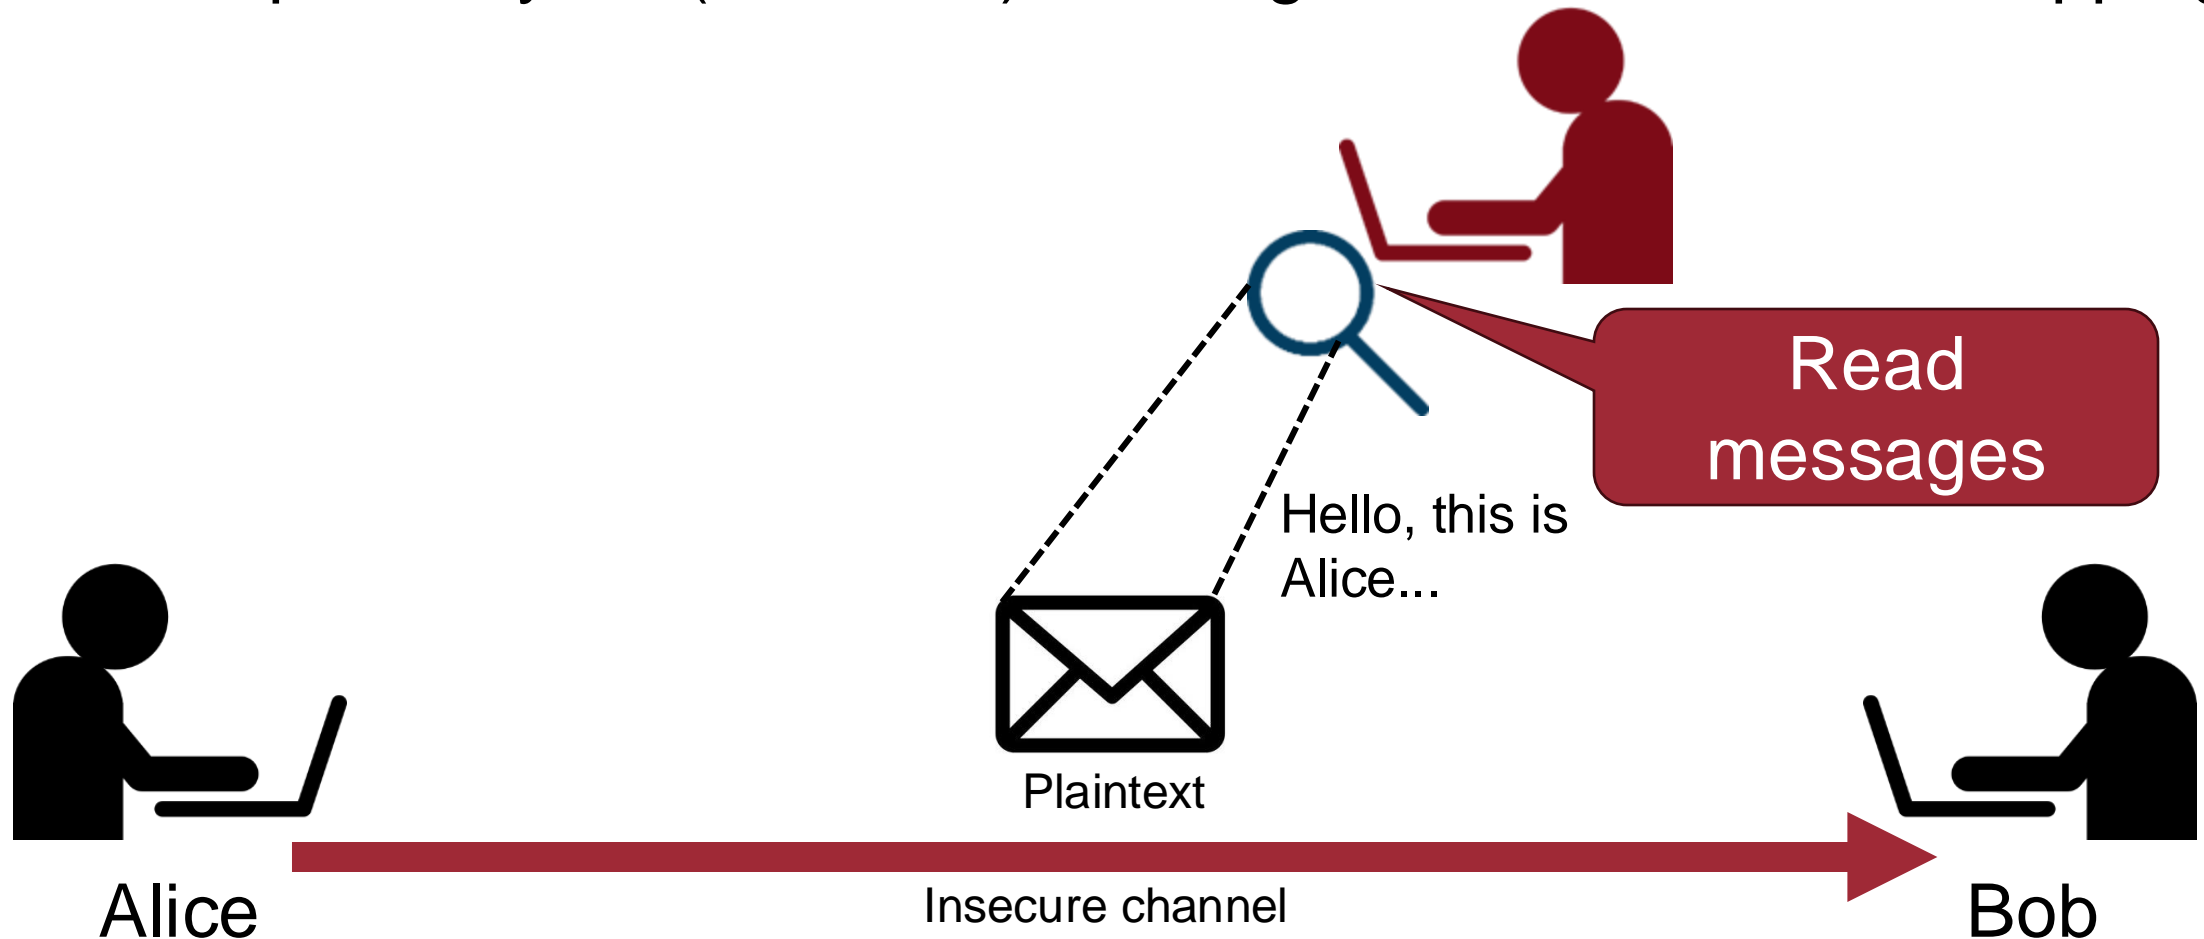 Read
messages
Hello, this is
Alice...
Plaintext
Insecure channel
Alice
Bob